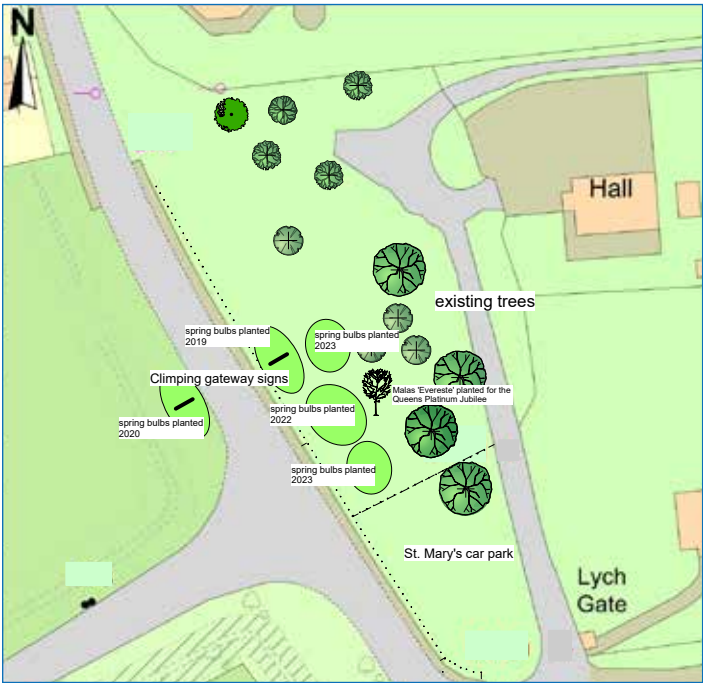 N
Hall
existing trees
spring bulbs planted
2019
spring bulbs planted
2023
Climping gateway signs
Malas 'Evereste' planted for the
Queens Platinum Jubilee
spring bulbs planted
2022
spring bulbs planted
2020
spring bulbs planted
2023
St. Mary's car park
Lych
Gate